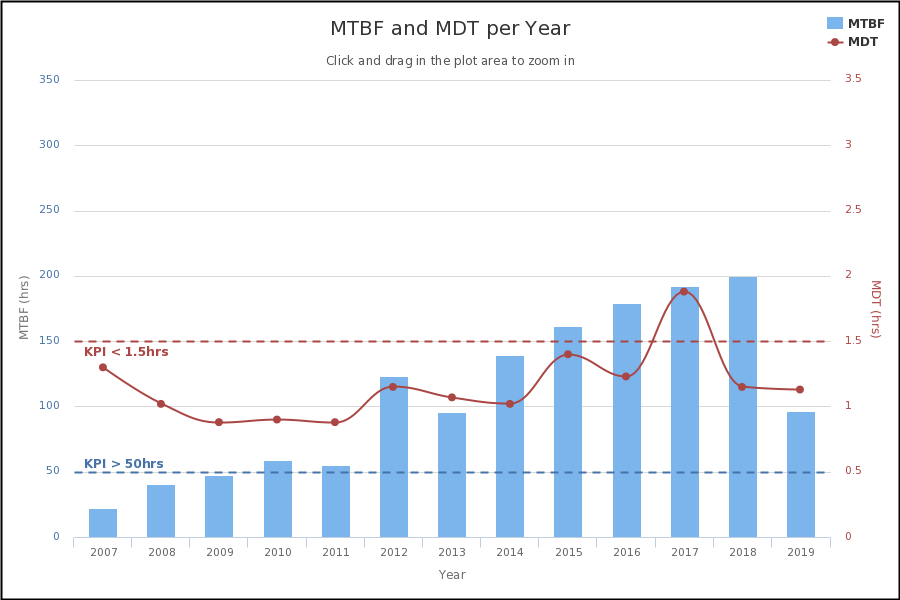 MTBF and MDT per Year
Click and drag in the plot area to zoom in
MTBF
MDT
350
300
250
200
150
100
50
0
MTBF (hrs)
3.5
3
2.5
2
1.5
1
0.5
0
MDT (hrs)
KPI < 1.5hrs
KPI > 50hrs
2007 2008 2009 2010 2011 2012 2013 2014 2015 2016 2017 2018 2019
Year